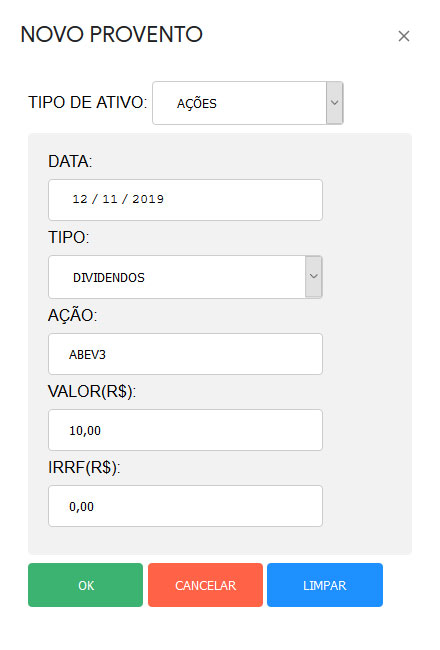 NOVO PROVENTO ×
TIPO DE ATIVO: AÇÕES
DATA:
12 / 11 / 2019
TIPO:
DIVIDENDOS
AÇÃO:
ABEV3
VALOR(R$):
10,00
IRRF(R$):
0,00
OK CANCELAR LIMPAR